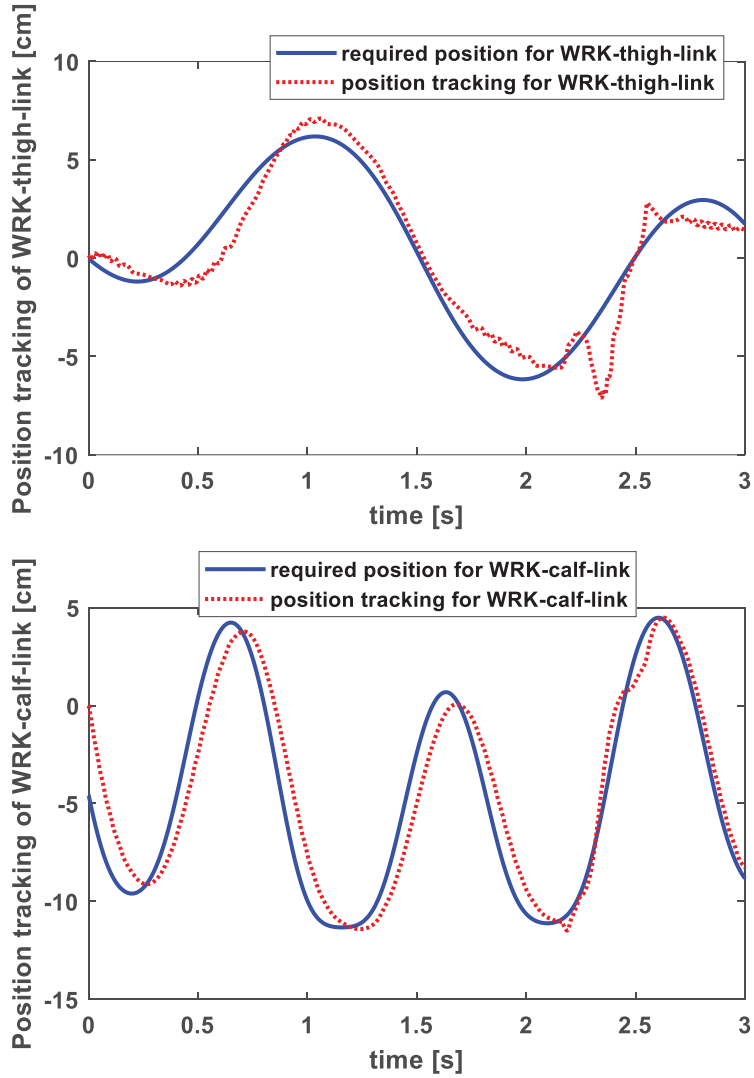 Position tracking of WRK-thigh-link [cm]
required position for WRK-thigh-link
position tracking for WRK-thigh-link
10
5
0
-5
-10
0 0.5 1 1.5 2 2.5 3
time [s]
Position tracking of WRK-calf-link [cm]
required position for WRK-calf-link
position tracking for WRK-calf-link
5
0
-5
-10
-15
0 0.5 1 1.5 2 2.5 3
time [s]